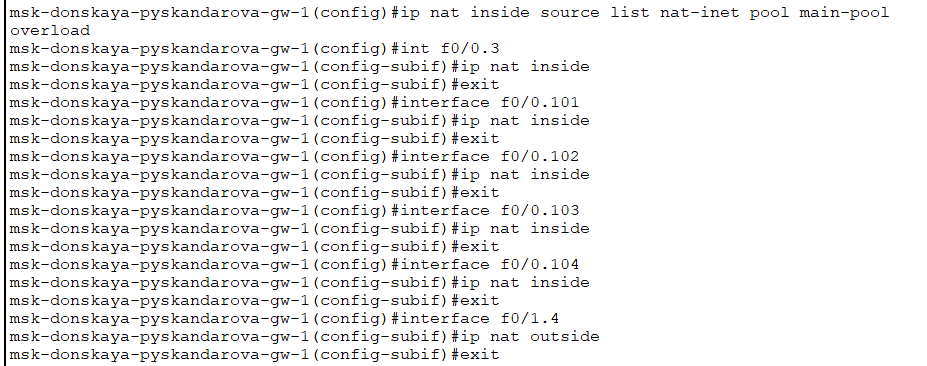 msk-donskaya-pyskandarova-gw-1(config)#ip nat inside source list nat-inet pool main-pool
overload
msk-donskaya-pyskandarova-gw-1(config)#int f0/0.3
msk-donskaya-pyskandarova-gw-1(config-subif)#ip nat inside
msk-donskaya-pyskandarova-gw-1(config-subif)#exit
msk-donskaya-pyskandarova-gw-1(config)#interface f0/0.101
msk-donskaya-pyskandarova-gw-1(config-subif)#ip nat inside
msk-donskaya-pyskandarova-gw-1(config-subif)#exit
msk-donskaya-pyskandarova-gw-1(config)#interface f0/0.102
msk-donskaya-pyskandarova-gw-1(config-subif)#ip nat inside
msk-donskaya-pyskandarova-gw-1(config-subif)#exit
msk-donskaya-pyskandarova-gw-1(config)#interface f0/0.103
msk-donskaya-pyskandarova-gw-1(config-subif)#ip nat inside
msk-donskaya-pyskandarova-gw-1(config-subif)#exit
msk-donskaya-pyskandarova-gw-1(config)#interface f0/0.104
msk-donskaya-pyskandarova-gw-1(config-subif)#ip nat inside
msk-donskaya-pyskandarova-gw-1(config-subif)#exit
msk-donskaya-pyskandarova-gw-1(config)#interface f0/1.4
msk-donskaya-pyskandarova-gw-1(config-subif)#ip nat outside
msk-donskaya-pyskandarova-gw-1(config-subif)#exit